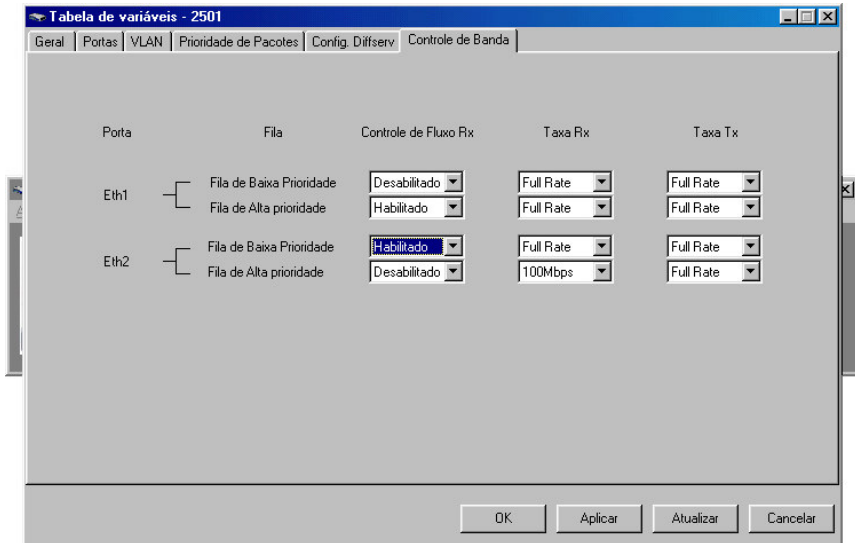 Tabela de variáveis - 2501
Geral Portas VLAN Prioridade de Pacotes Config. Diffserv Controle de Banda
Porta Fila Controle de Fluxo Rx Taxa Rx Taxa Tx
Eth1
Fila de Baixa Prioridade Desabilitado Full Rate Full Rate
Fila de Alta prioridade Habilitado Full Rate Full Rate
Eth2
Fila de Baixa Prioridade Habilitado Full Rate Full Rate
Fila de Alta prioridade Desabilitado 100Mbps Full Rate
OK Aplicar Atualizar Cancelar